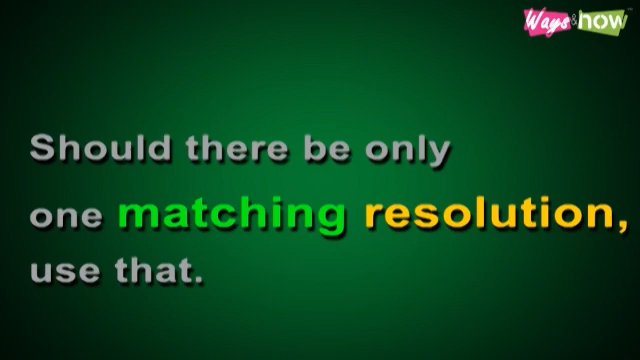 Ways&how
Should there be only
one matching resolution,
use that.